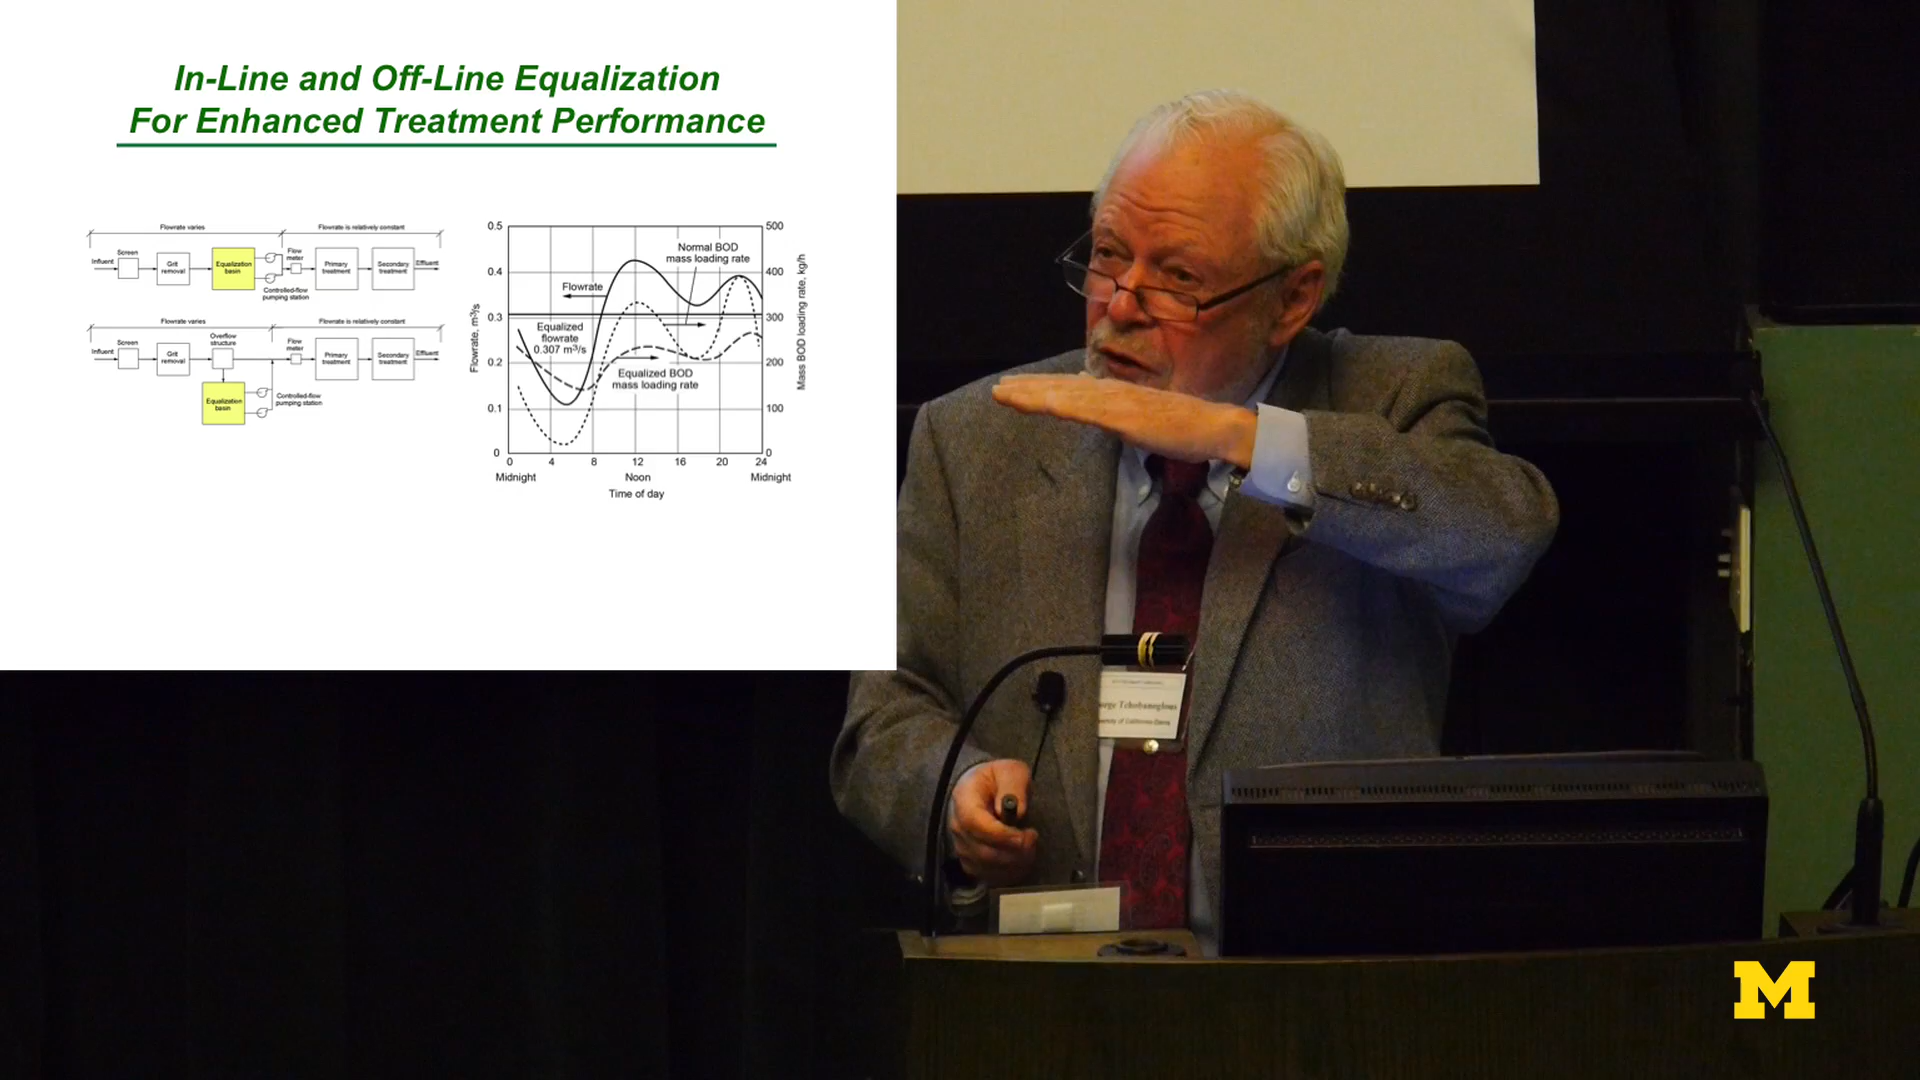 In-Line and Off-Line Equalization
For Enhanced Treatment Performance
Flowrate varies
Flowrate is relatively constant
Influent
Screen
Grit
removal
Equalization
basin
Flow
meter
Controlled-flow
pumping station
Primary
treatment
Secondary
treatment
Effluent
Flowrate varies
Flowrate is relatively constant
Influent
Screen
Grit
removal
Overflow
structure
Equalization
basin
Flow
meter
Controlled-flow
pumping station
Primary
treatment
Secondary
treatment
Effluent
Flowrate, m3/s
0.5
0.4
0.3
0.2
0.1
0
Normal BOD
mass loading rate
Flowrate
Equalized
flowrate
0.307 m3/s
Equalized BOD
mass loading rate
500
400
300
200
100
0
Mass BOD loading rate, kg/h
0 4 8 12 16 20 24
Midnight Noon Midnight
Time of day
Tchobanoglous
of California-Davis
M